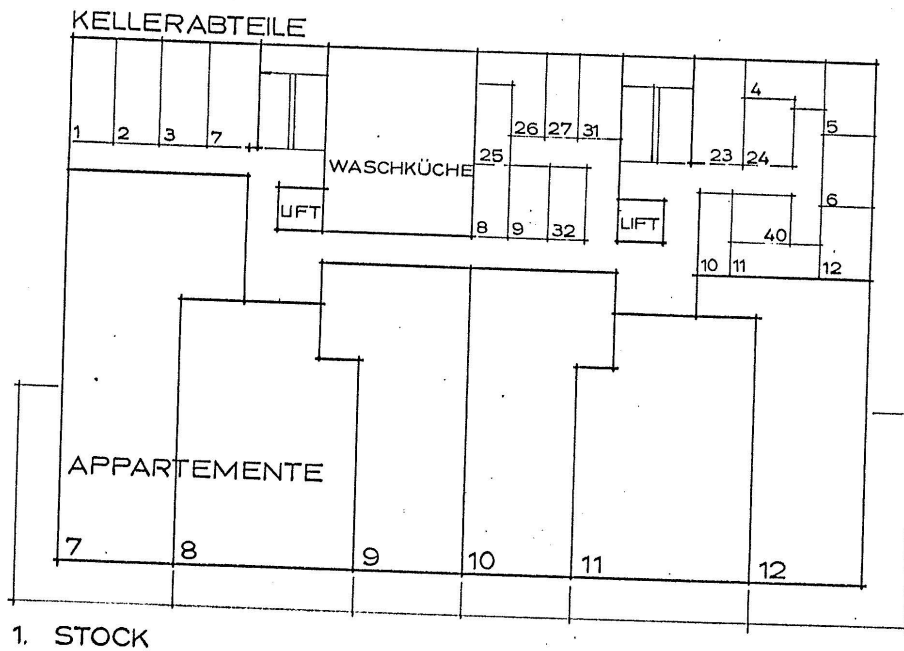 KELLERABTEILE
1 2 3 7
26 27 31
4
5
23 24
25
WASCHKÜCHE
6
LIFT
LIFT
8 9 32
40
10 11 12
APPARTEMENTE
7 8 9 10 11 12
1. STOCK